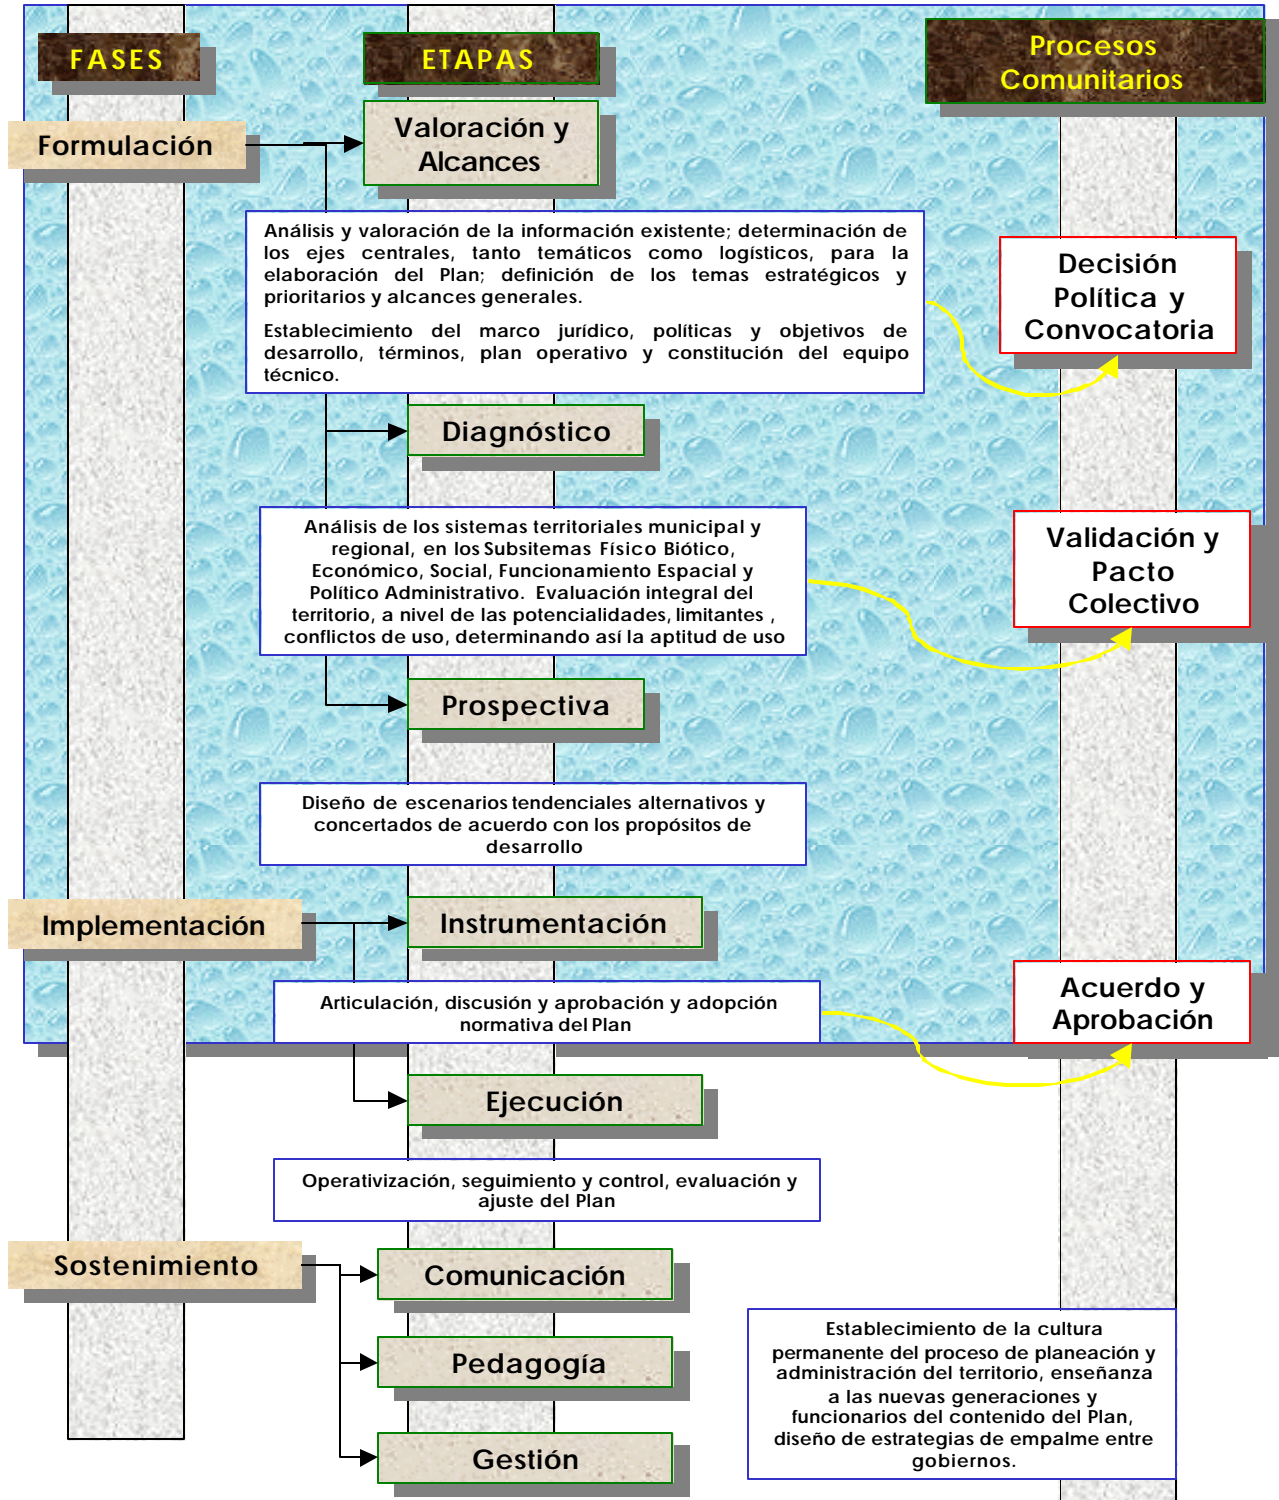 FASES
ETAPAS
Procesos
Comunitarios
Formulación
Valoración y
Alcances
Análisis y valoración de la información existente; determinación de
los ejes centrales, tanto temáticos como logísticos, para la
elaboración del Plan; definición de los temas estratégicos y
prioritarios y alcances generales.
Establecimiento del marco jurídico, políticas y objetivos de
desarrollo, términos, plan operativo y constitución del equipo
técnico.
Decisión
Política y
Convocatoria
Diagnóstico
Análisis de los sistemas territoriales municipal y
regional, en los Subsitemas Físico Biótico,
Económico, Social, Funcionamiento Espacial y
Político Administrativo. Evaluación integral del
territorio, a nivel de las potencialidades, limitantes ,
conflictos de uso, determinando así la aptitud de uso
Validación y
Pacto
Colectivo
Prospectiva
Diseño de escenarios tendenciales alternativos y
concertados de acuerdo con los propósitos de
desarrollo
Implementación
Instrumentación
Articulación, discusión y aprobación y adopción
normativa del Plan
Acuerdo y
Aprobación
Ejecución
Operativización, seguimiento y control, evaluación y
ajuste del Plan
Sostenimiento
Comunicación
Pedagogía
Gestión
Establecimiento de la cultura
permanente del proceso de planeación y
administración del territorio, enseñanza
a las nuevas generaciones y
funcionarios del contenido del Plan,
diseño de estrategias de empalme entre
gobiernos.